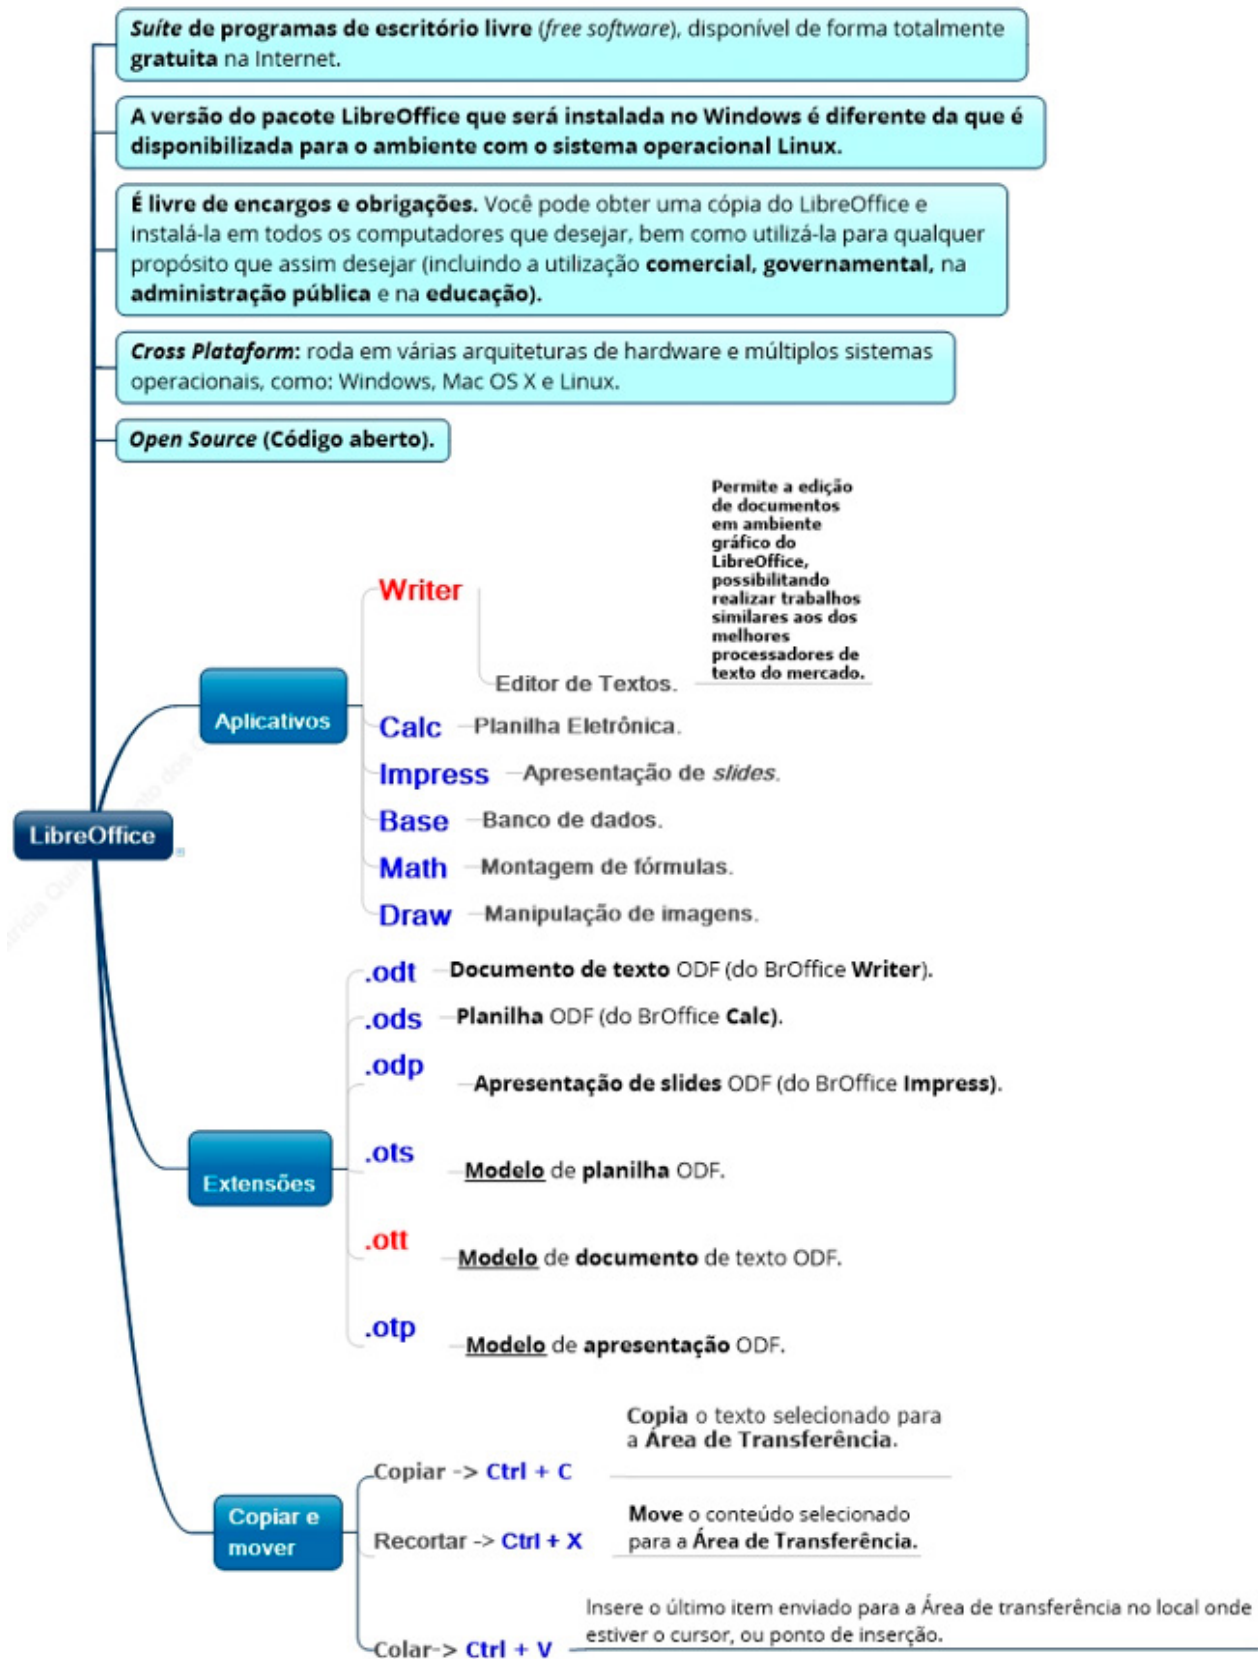 Suíte de programas de escritório livre (free software), disponível de forma totalmente
gratuita na Internet.
A versão do pacote LibreOffice que será instalada no Windows é diferente da que é
disponibilizada para o ambiente com o sistema operacional Linux.
É livre de encargos e obrigações. Você pode obter uma cópia do LibreOffice e
instalá-la em todos os computadores que desejar, bem como utilizá-la para qualquer
propósito que assim desejar (incluindo a utilização comercial, governamental, na
administração pública e na educação).
Cross Plataform: roda em várias arquiteturas de hardware e múltiplos sistemas
operacionais, como: Windows, Mac OS X e Linux.
Open Source (Código aberto).
LibreOffice
Aplicativos
Writer
Editor de Textos.
Permite a edição
de documentos
em ambiente
gráfico do
LibreOffice,
possibilitando
realizar trabalhos
similares aos dos
melhores
processadores de
texto do mercado.
Calc
Planilha Eletrônica.
Impress
Apresentação de slides.
Base
Banco de dados.
Math
Montagem de fórmulas.
Draw
Manipulação de imagens.
Extensões
.odt
Documento de texto ODF (do BrOffice Writer).
.ods
Planilha ODF (do BrOffice Calc).
.odp
Apresentação de slides ODF (do BrOffice Impress).
.ots
Modelo de planilha ODF.
.ott
Modelo de documento de texto ODF.
.otp
Modelo de apresentação ODF.
Copiar e
mover
Copiar -> Ctrl + C
Copia o texto selecionado para
a Área de Transferência.
Recortar -> Ctrl + X
Move o conteúdo selecionado
para a Área de Transferência.
Colar-> Ctrl + V
Insere o último item enviado para a Área de transferência no local onde
estiver o cursor, ou ponto de inserção.